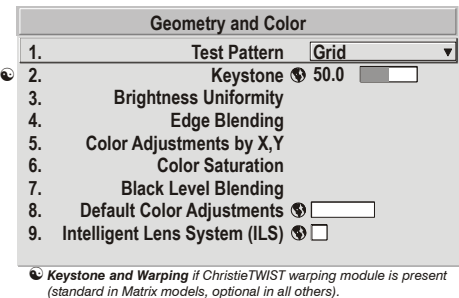 Geometry and Color
1. Test Pattern Grid
2. Keystone 50.0
3. Brightness Uniformity
4. Edge Blending
5. Color Adjustments by X,Y
6. Color Saturation
7. Black Level Blending
8. Default Color Adjustments
9. Intelligent Lens System (ILS)
Keystone and Warping if ChristieTWIST warping module is present
(standard in Matrix models, optional in all others).